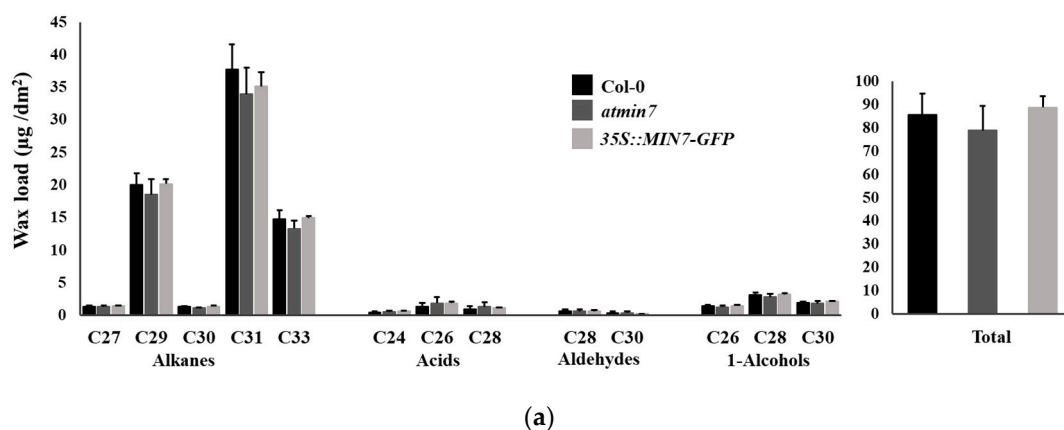 Wax load (µg /dm²)
45
40
35
30
25
20
15
10
5
0
Col-0
atmin7
35S::MIN7-GFP
C27 C29 C30 C31 C33 C24 C26 C28 C28 C30 C26 C28 C30
Alkanes Acids Aldehydes 1-Alcohols
100
90
80
70
60
50
40
30
20
10
0
Total
(a)